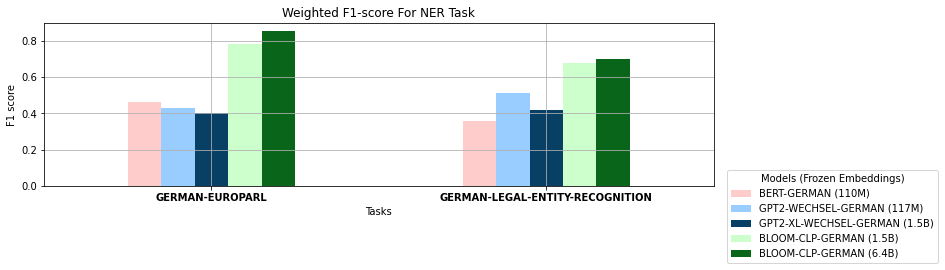 Weighted F1-score For NER Task
F1 score
0.8
0.6
0.4
0.2
0.0
GERMAN-EUROPARL
GERMAN-LEGAL-ENTITY-RECOGNITION
Tasks
Models (Frozen Embeddings)
BERT-GERMAN (110M)
GPT2-WECHSEL-GERMAN (117M)
GPT2-XL-WECHSEL-GERMAN (1.5B)
BLOOM-CLP-GERMAN (1.5B)
BLOOM-CLP-GERMAN (6.4B)